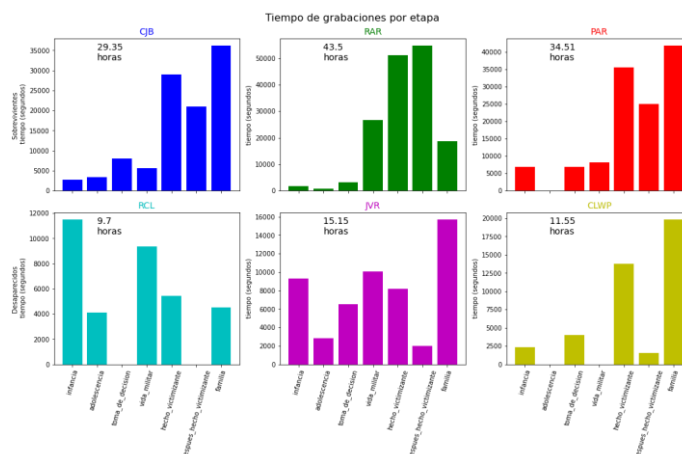 Tiempo de grabaciones por etapa
CJB
29.35
horas
35000
30000
25000
20000
15000
10000
5000
0
Sobrevivientes
tiempo (segundos)
RAR
43.5
horas
50000
40000
30000
20000
10000
0
tiempo (segundos)
PAR
34.51
horas
40000
35000
30000
25000
20000
15000
10000
5000
0
tiempo (segundos)
RCL
9.7
horas
12000
10000
8000
6000
4000
2000
0
Desaparecidos
tiempo (segundos)
infancia
adolescencia
toma_de_decision
vida_militar
hecho_victimizante
despues_hecho_victimizante
familia
JVR
15.15
horas
16000
14000
12000
10000
8000
6000
4000
2000
0
tiempo (segundos)
infancia
adolescencia
toma_de_decision
vida_militar
hecho_victimizante
despues_hecho_victimizante
familia
CLWP
11.55
horas
20000
17500
15000
12500
10000
7500
5000
2500
0
tiempo (segundos)
infancia
adolescencia
toma_de_decision
vida_militar
hecho_victimizante
despues_hecho_victimizante
familia